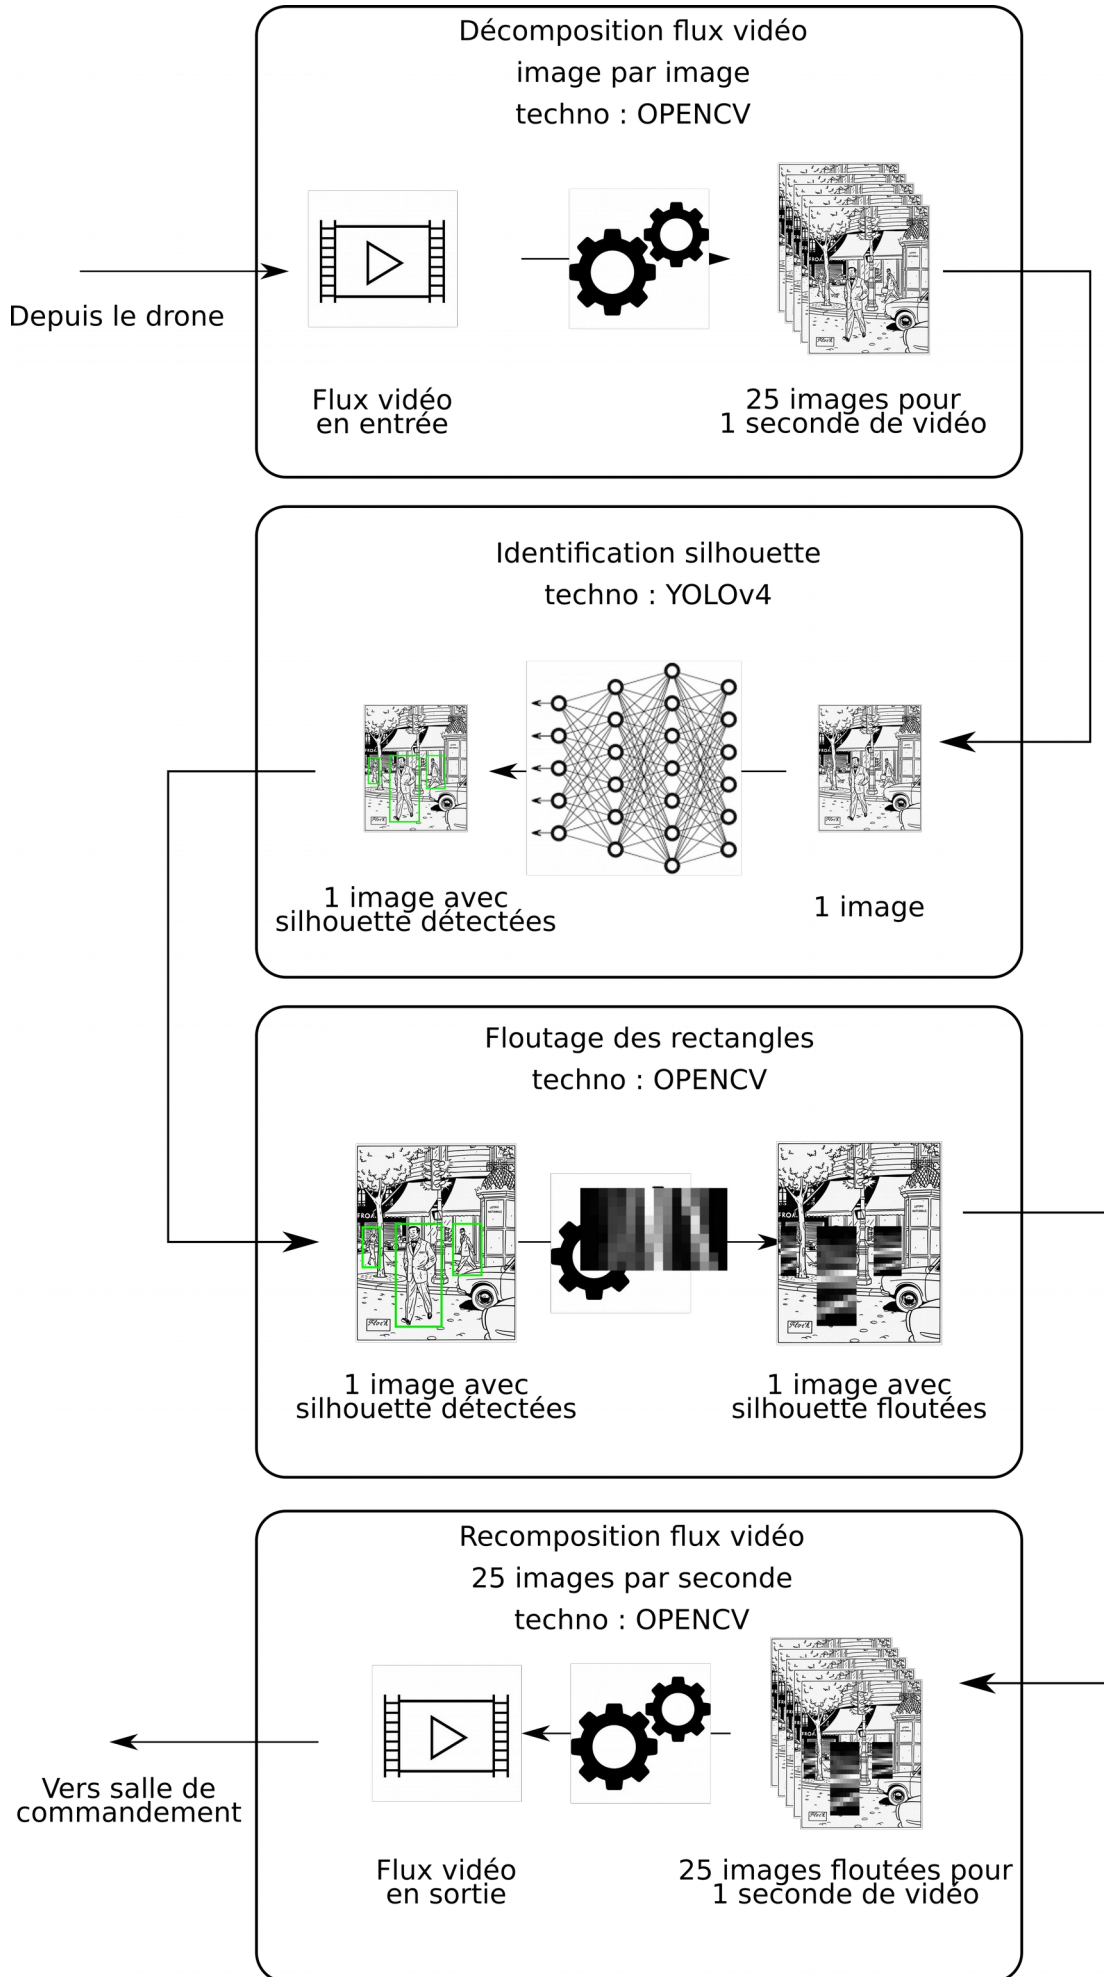 Décomposition flux vidéo
image par image
techno : OPENCV
Depuis le drone
Flux vidéo
en entrée
25 images pour
1 seconde de vidéo
Identification silhouette
techno : YOLOv4
1 image avec
silhouette détectées
1 image
Floutage des rectangles
techno : OPENCV
1 image avec
silhouette détectées
1 image avec
silhouette floutées
Recomposition flux vidéo
25 images par seconde
techno : OPENCV
Vers salle de
commandement
Flux vidéo
en sortie
25 images floutées pour
1 seconde de vidéo